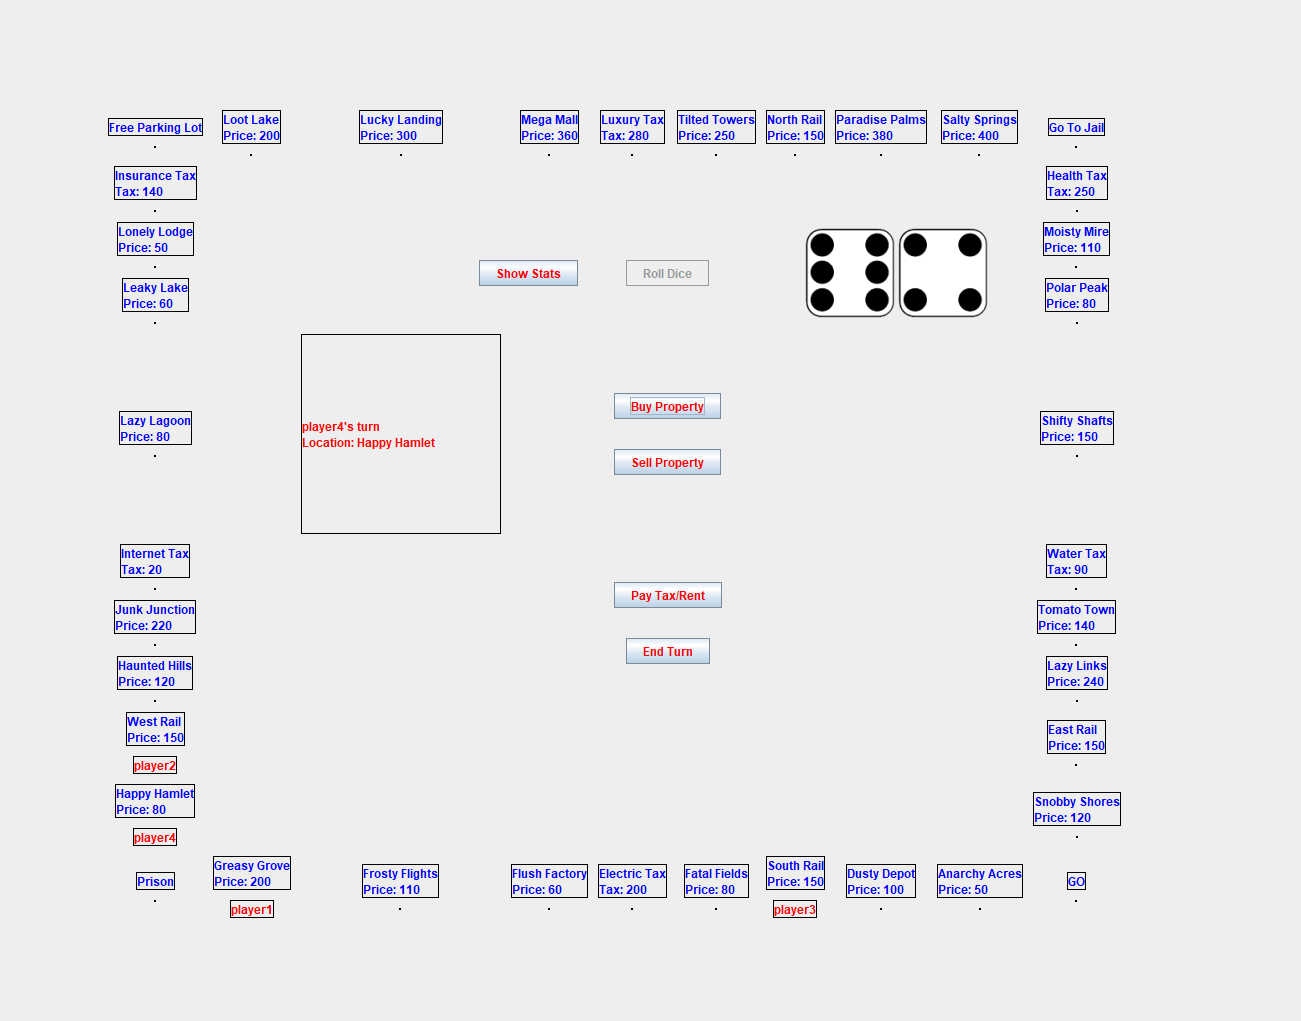 Free Parking Lot
Loot Lake
Price: 200
Lucky Landing
Price: 300
Mega Mall
Price: 360
Luxury Tax
Tax: 280
Tilted Towers
Price: 250
North Rail
Price: 150
Paradise Palms
Price: 380
Salty Springs
Price: 400
Go To Jail
Insurance Tax
Tax: 140
Health Tax
Tax: 250
Lonely Lodge
Price: 50
Moisty Mire
Price: 110
Show Stats
Roll Dice
Leaky Lake
Price: 60
Polar Peak
Price: 80
Lazy Lagoon
Price: 80
player4's turn
Location: Happy Hamlet
Buy Property
Sell Property
Shifty Shafts
Price: 150
Internet Tax
Tax: 20
Water Tax
Tax: 90
Pay Tax/Rent
Junk Junction
Price: 220
Tomato Town
Price: 140
End Turn
Haunted Hills
Price: 120
Lazy Links
Price: 240
West Rail
Price: 150
player2
East Rail
Price: 150
Happy Hamlet
Price: 80
player4
Snobby Shores
Price: 120
Prison
Greasy Grove
Price: 200
player1
Frosty Flights
Price: 110
Flush Factory
Price: 60
Electric Tax
Tax: 200
Fatal Fields
Price: 80
South Rail
Price: 150
player3
Dusty Depot
Price: 100
Anarchy Acres
Price: 50
GO